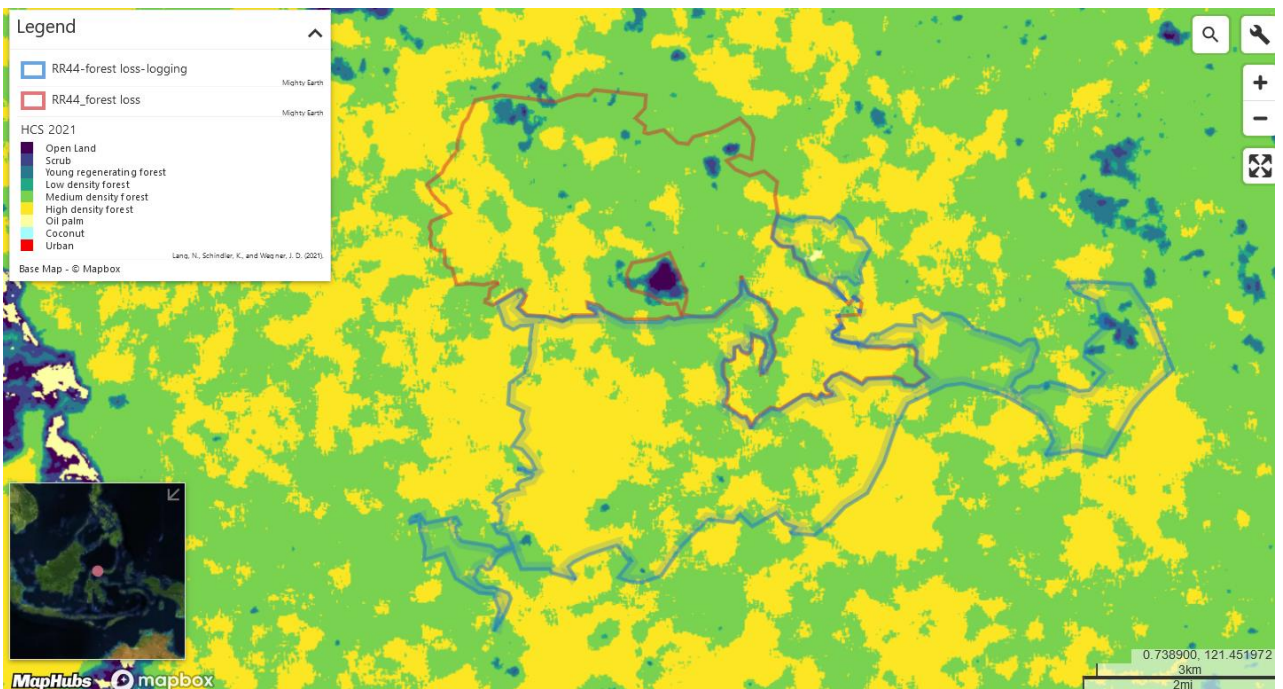 Legend
RR44-forest loss-logging
Mighty Earth
RR44_forest loss
Mighty Earth
HCS 2021
Open Land
Scrub
Young regenerating forest
Low density forest
Medium density forest
High density forest
Oil palm
Coconut
Urban
Lang, N., Schindler, K., and Wegner, J. D. (2021).
Base Map - © Mapbox
0.738900, 121.451972
3km
2mi
MapHubs mapbox